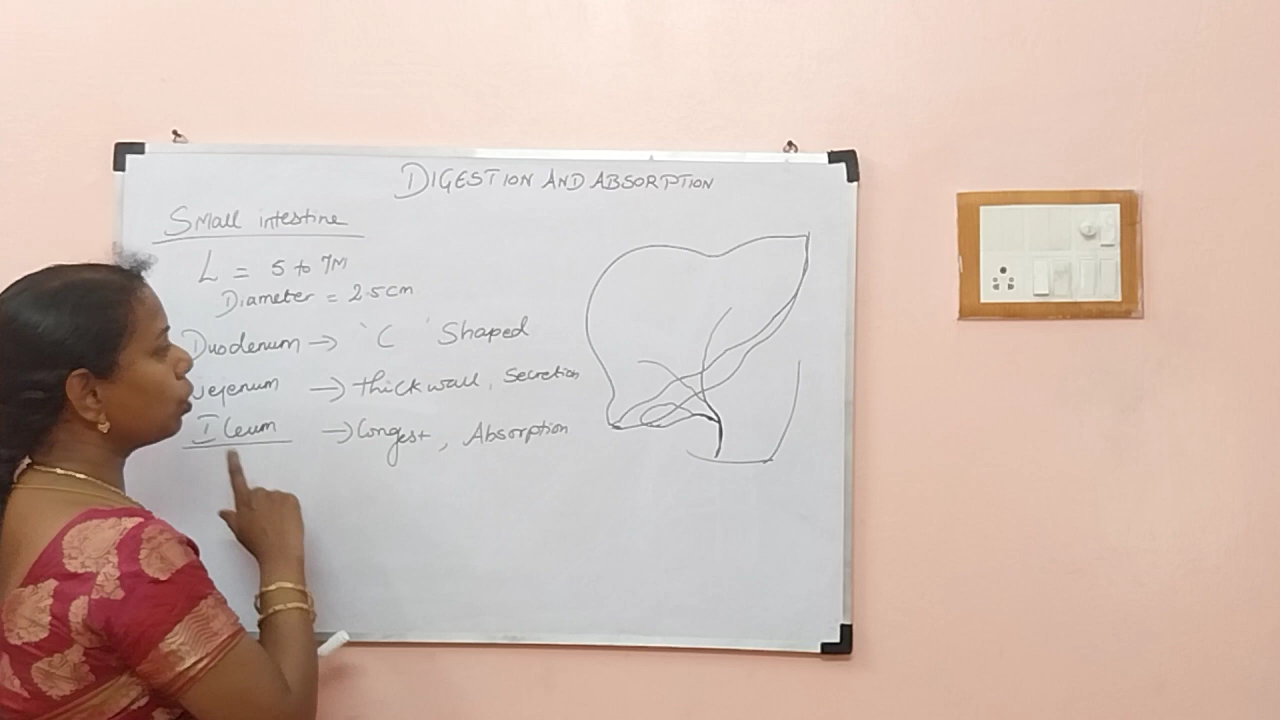 DIGESTION AND ABSORPTION
Small intestine
L = 5 to 7M
Diameter = 2.5cm
Duodenum → 'C' Shaped
Jejenum → thick wall, Secretion
Ileum → Longest, Absorption